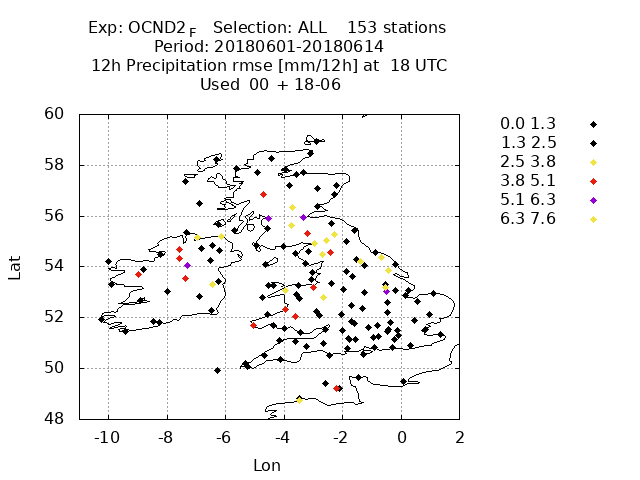 Exp: OCND2 F Selection: ALL 153 stations
Period: 20180601-20180614
12h Precipitation rmse [mm/12h] at 18 UTC
Used 00 + 18-06
60
58
56
54
52
50
48
Lat
-10 -8 -6 -4 -2 0 2
Lon
0.0 1.3
1.3 2.5
2.5 3.8
3.8 5.1
5.1 6.3
6.3 7.6